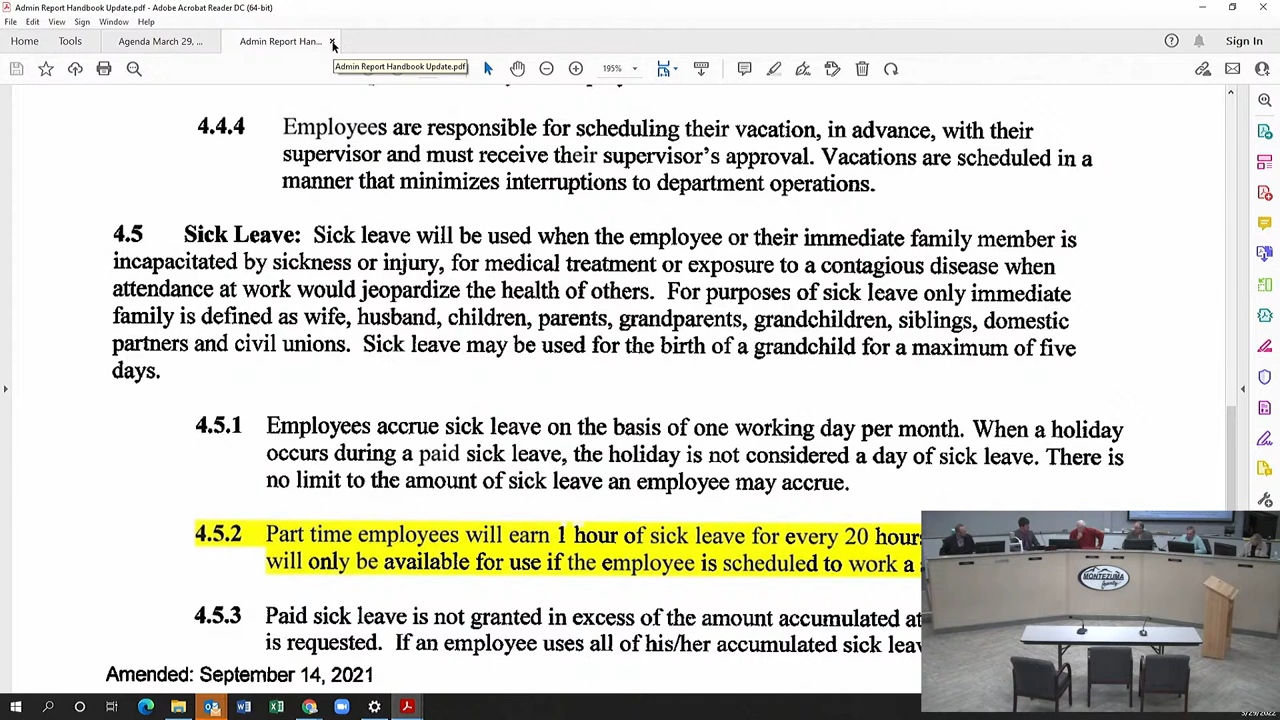 Admin Report Handbook Update.pdf - Adobe Acrobat Reader DC (64-bit)
File Edit View Sign Window Help
Home Tools Agenda March 29, ... Admin Report Han... ×
Sign In
Admin Report Handbook Update.pdf
195%
4.4.4 Employees are responsible for scheduling their vacation, in advance, with their
supervisor and must receive their supervisor's approval. Vacations are scheduled in a
manner that minimizes interruptions to department operations.
4.5 Sick Leave: Sick leave will be used when the employee or their immediate family member is
incapacitated by sickness or injury, for medical treatment or exposure to a contagious disease when
attendance at work would jeopardize the health of others. For purposes of sick leave only immediate
family is defined as wife, husband, children, parents, grandparents, grandchildren, siblings, domestic
partners and civil unions. Sick leave may be used for the birth of a grandchild for a maximum of five
days.
4.5.1 Employees accrue sick leave on the basis of one working day per month. When a holiday
occurs during a paid sick leave, the holiday is not considered a day of sick leave. There is
no limit to the amount of sick leave an employee may accrue.
4.5.2 Part time employees will earn 1 hour of sick leave for every 20 hours
will only be available for use if the employee is scheduled to work a
4.5.3 Paid sick leave is not granted in excess of the amount accumulated at
is requested. If an employee uses all of his/her accumulated sick
Amended: September 14, 2021
MONTEZUMA